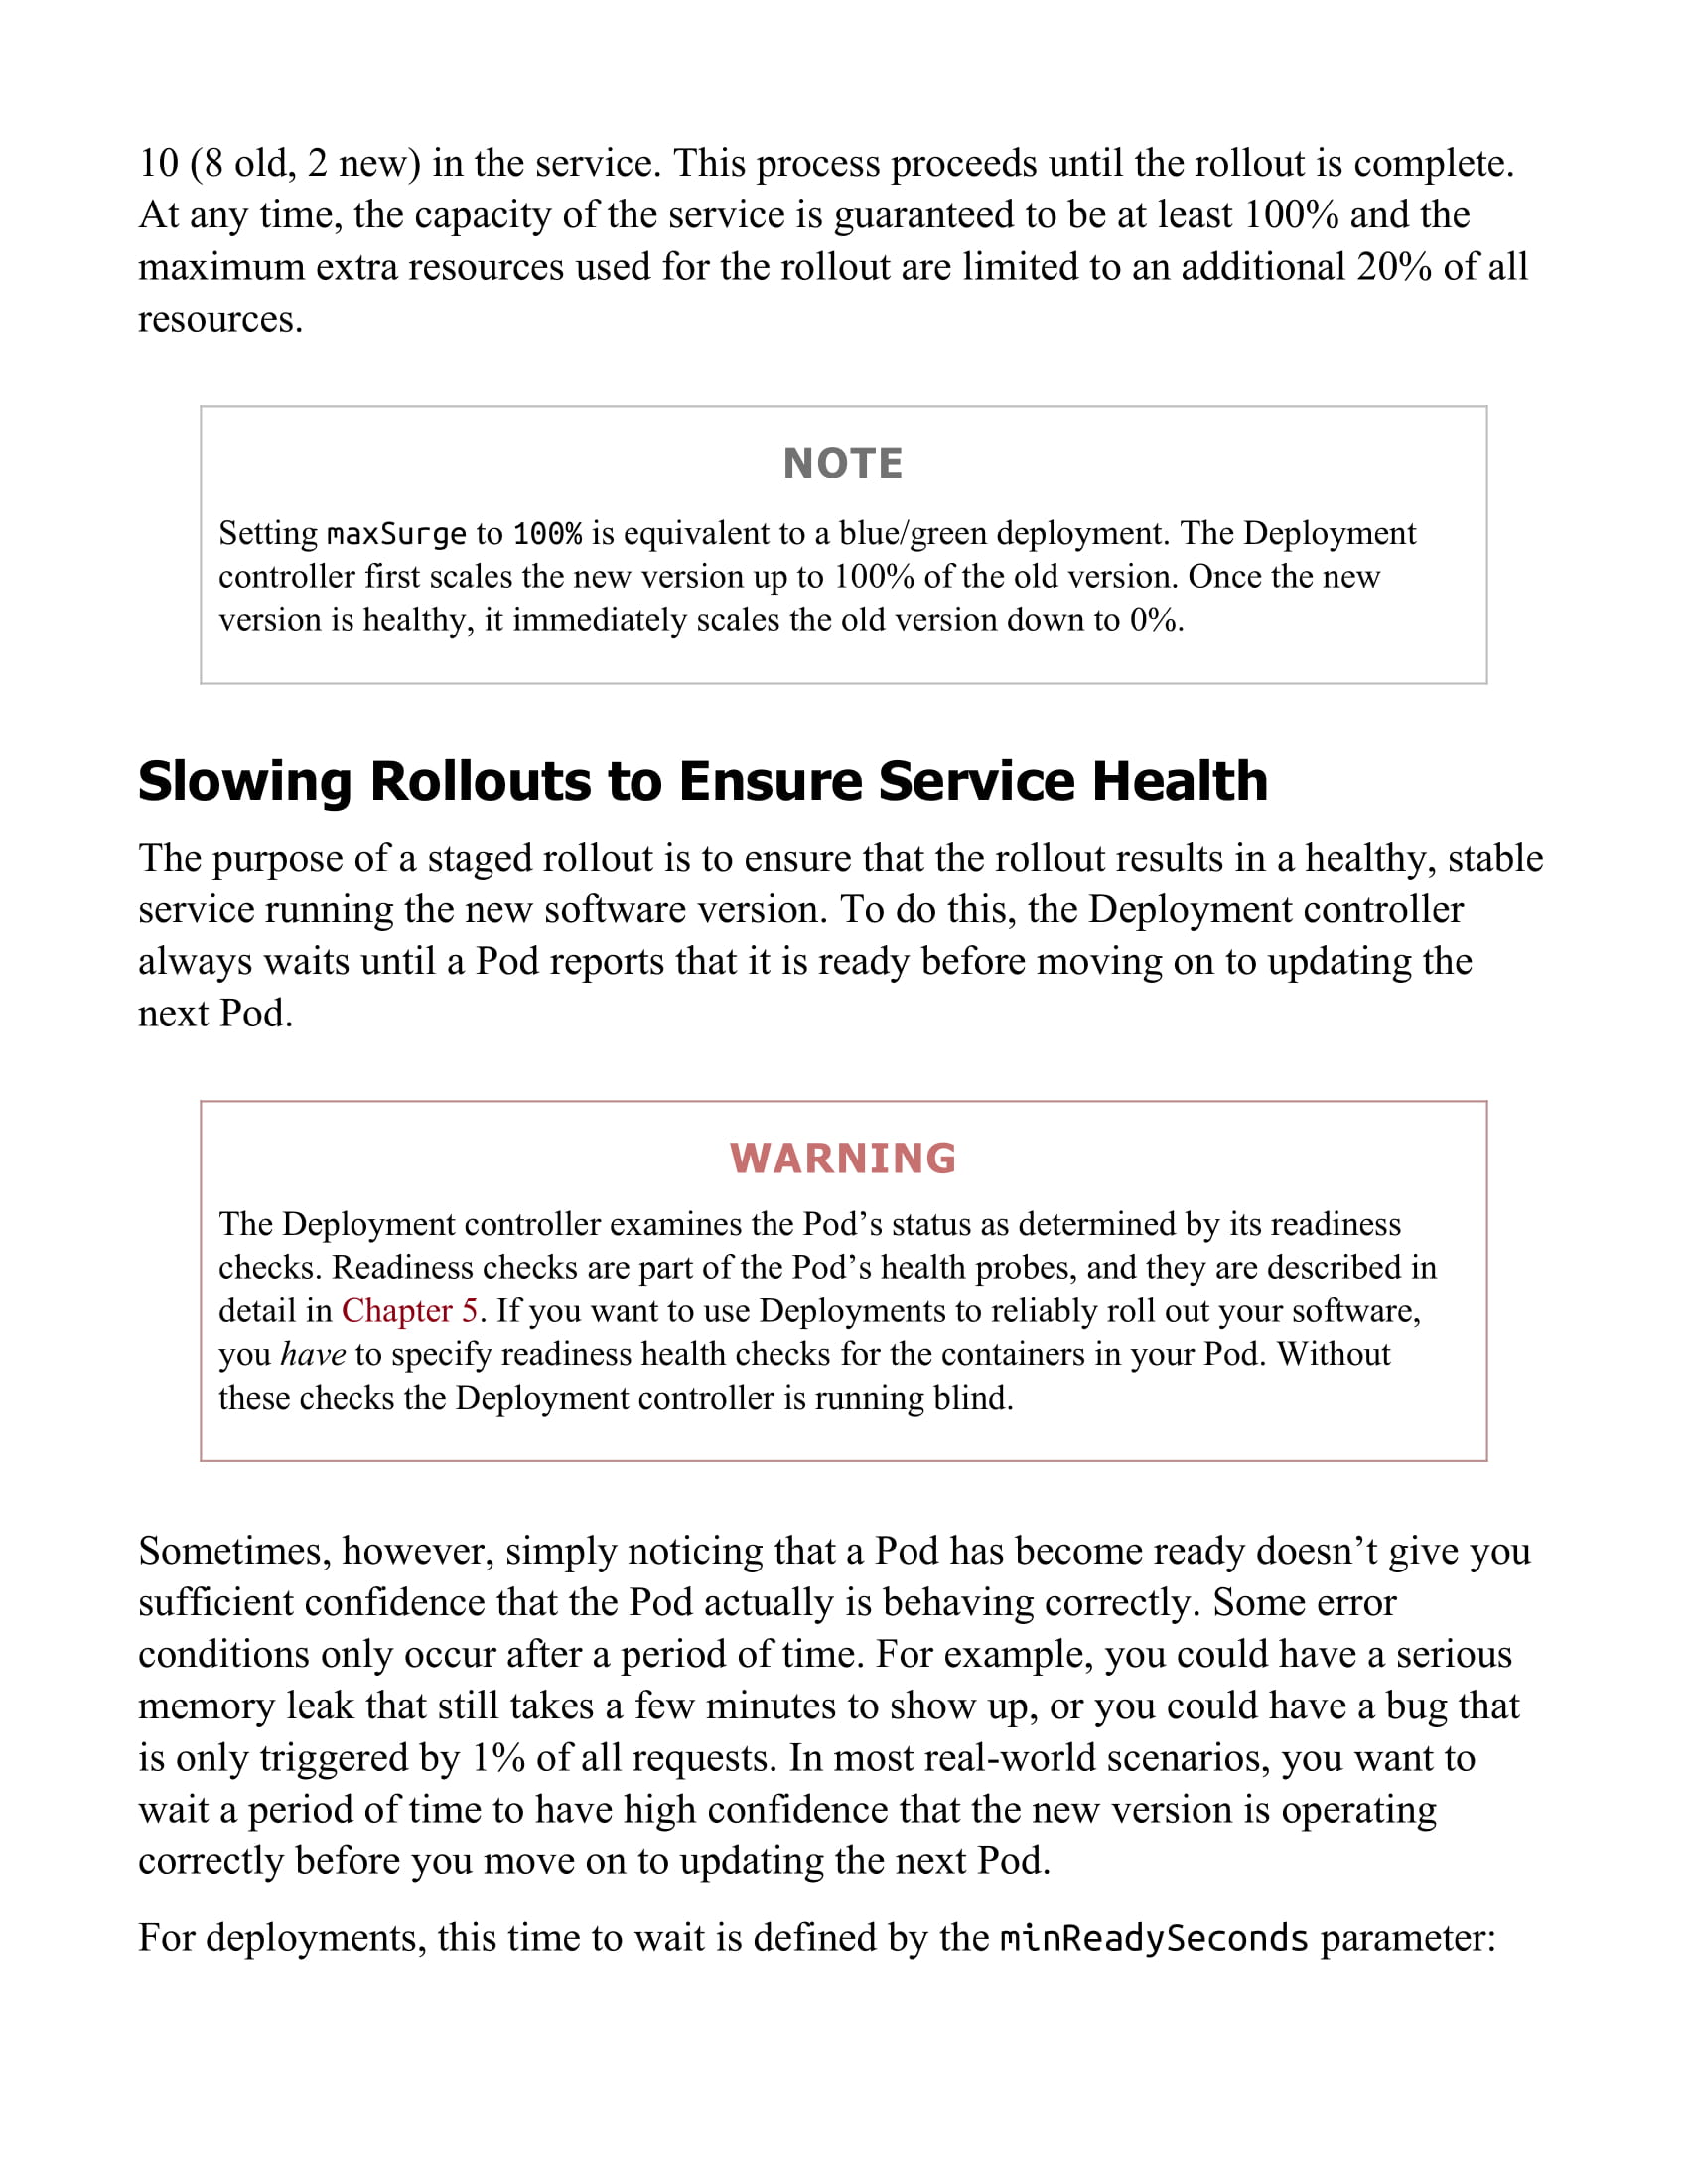 10 (8 old, 2 new) in the service. This process proceeds until the rollout is complete.
At any time, the capacity of the service is guaranteed to be at least 100% and the
maximum extra resources used for the rollout are limited to an additional 20% of all
resources.
NOTE
Setting maxSurge to 100% is equivalent to a blue/green deployment. The Deployment
controller first scales the new version up to 100% of the old version. Once the new
version is healthy, it immediately scales the old version down to 0%.
Slowing Rollouts to Ensure Service Health
The purpose of a staged rollout is to ensure that the rollout results in a healthy, stable
service running the new software version. To do this, the Deployment controller
always waits until a Pod reports that it is ready before moving on to updating the
next Pod.
WARNING
The Deployment controller examines the Pod’s status as determined by its readiness
checks. Readiness checks are part of the Pod’s health probes, and they are described in
detail in Chapter 5. If you want to use Deployments to reliably roll out your software,
you have to specify readiness health checks for the containers in your Pod. Without
these checks the Deployment controller is running blind.
Sometimes, however, simply noticing that a Pod has become ready doesn’t give you
sufficient confidence that the Pod actually is behaving correctly. Some error
conditions only occur after a period of time. For example, you could have a serious
memory leak that still takes a few minutes to show up, or you could have a bug that
is only triggered by 1% of all requests. In most real-world scenarios, you want to
wait a period of time to have high confidence that the new version is operating
correctly before you move on to updating the next Pod.
For deployments, this time to wait is defined by the minReadySeconds parameter: